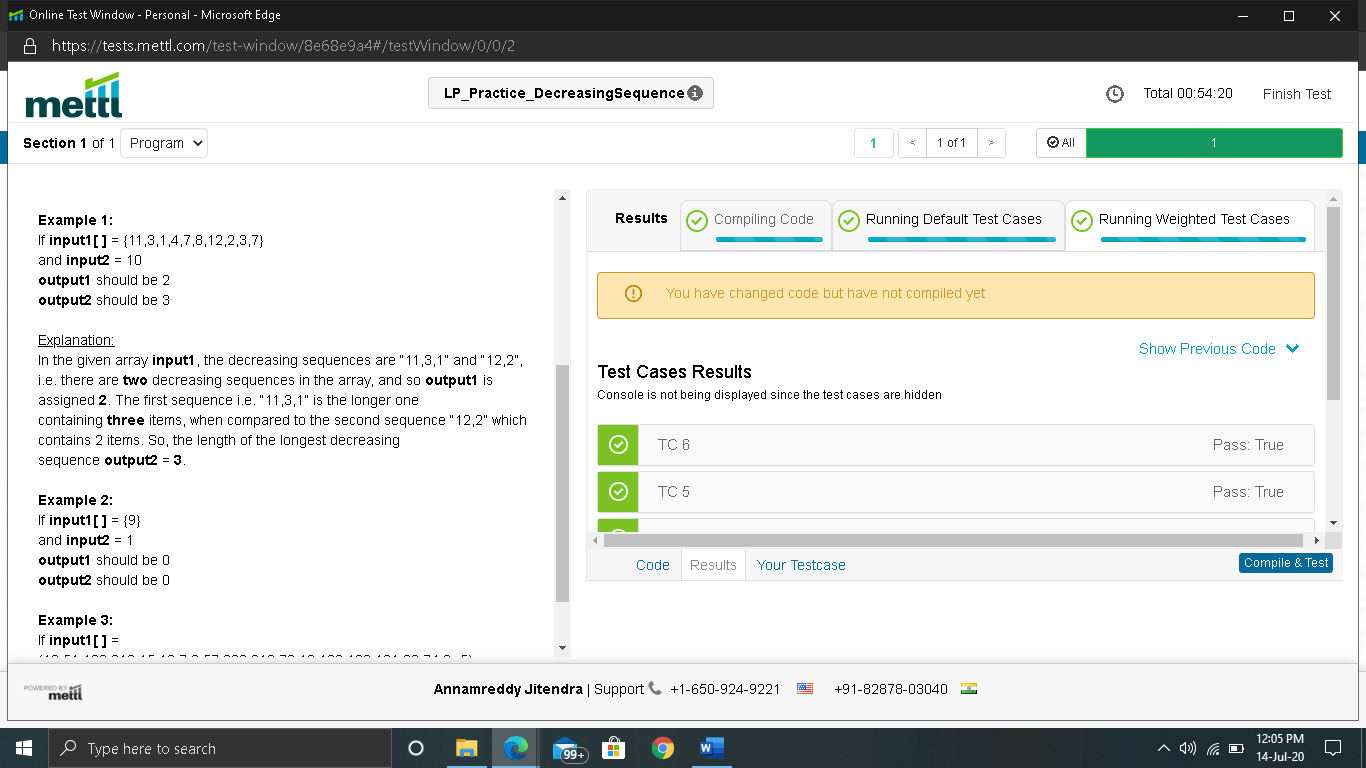 Online Test Window - Personal - Microsoft Edge
https://tests.mettl.com/test-window/8e68e9a4#/testWindow/0/0/2
mettl
LP_Practice_DecreasingSequence
Total 00:54:20
Finish Test
Section 1 of 1
Program
1
<
1 of 1
>
All
1
Example 1:
If input1[ ] = {11,3,1,4,7,8,12,2,3,7}
and input2 = 10
output1 should be 2
output2 should be 3
Explanation:
In the given array input1, the decreasing sequences are "11,3,1" and "12,2",
i.e. there are two decreasing sequences in the array, and so output1 is
assigned 2. The first sequence i.e. "11,3,1" is the longer one
containing three items, when compared to the second sequence "12,2" which
contains 2 items. So, the length of the longest decreasing
sequence output2 = 3.
Example 2:
If input1[ ] = {9}
and input2 = 1
output1 should be 0
output2 should be 0
Example 3:
If input1[ ] =
Results
Compiling Code
Running Default Test Cases
Running Weighted Test Cases
You have changed code but have not compiled yet
Show Previous Code
Test Cases Results
Console is not being displayed since the test cases are hidden
TC 6
Pass: True
TC 5
Pass: True
Code
Results
Your Testcase
Compile & Test
POWERED BY
mettl
Annamreddy Jitendra | Support +1-650-924-9221 +91-82878-03040
Type here to search
99+
12:05 PM
14-Jul-20